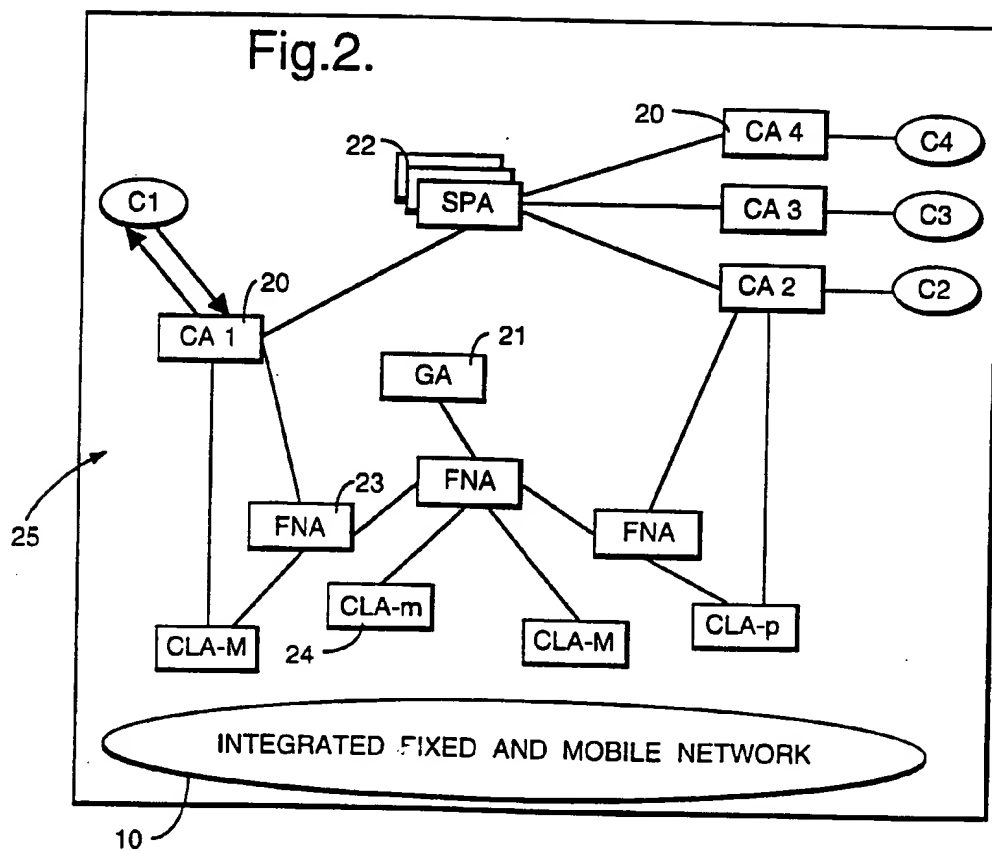 Fig.2.
20
CA 4
C4
22
SPA
CA 3
C3
C1
CA 2
C2
20
CA 1
21
GA
FNA
23
FNA
FNA
25
CLA-m
24
CLA-M
CLA-M
CLA-p
INTEGRATED FIXED AND MOBILE NETWORK
10